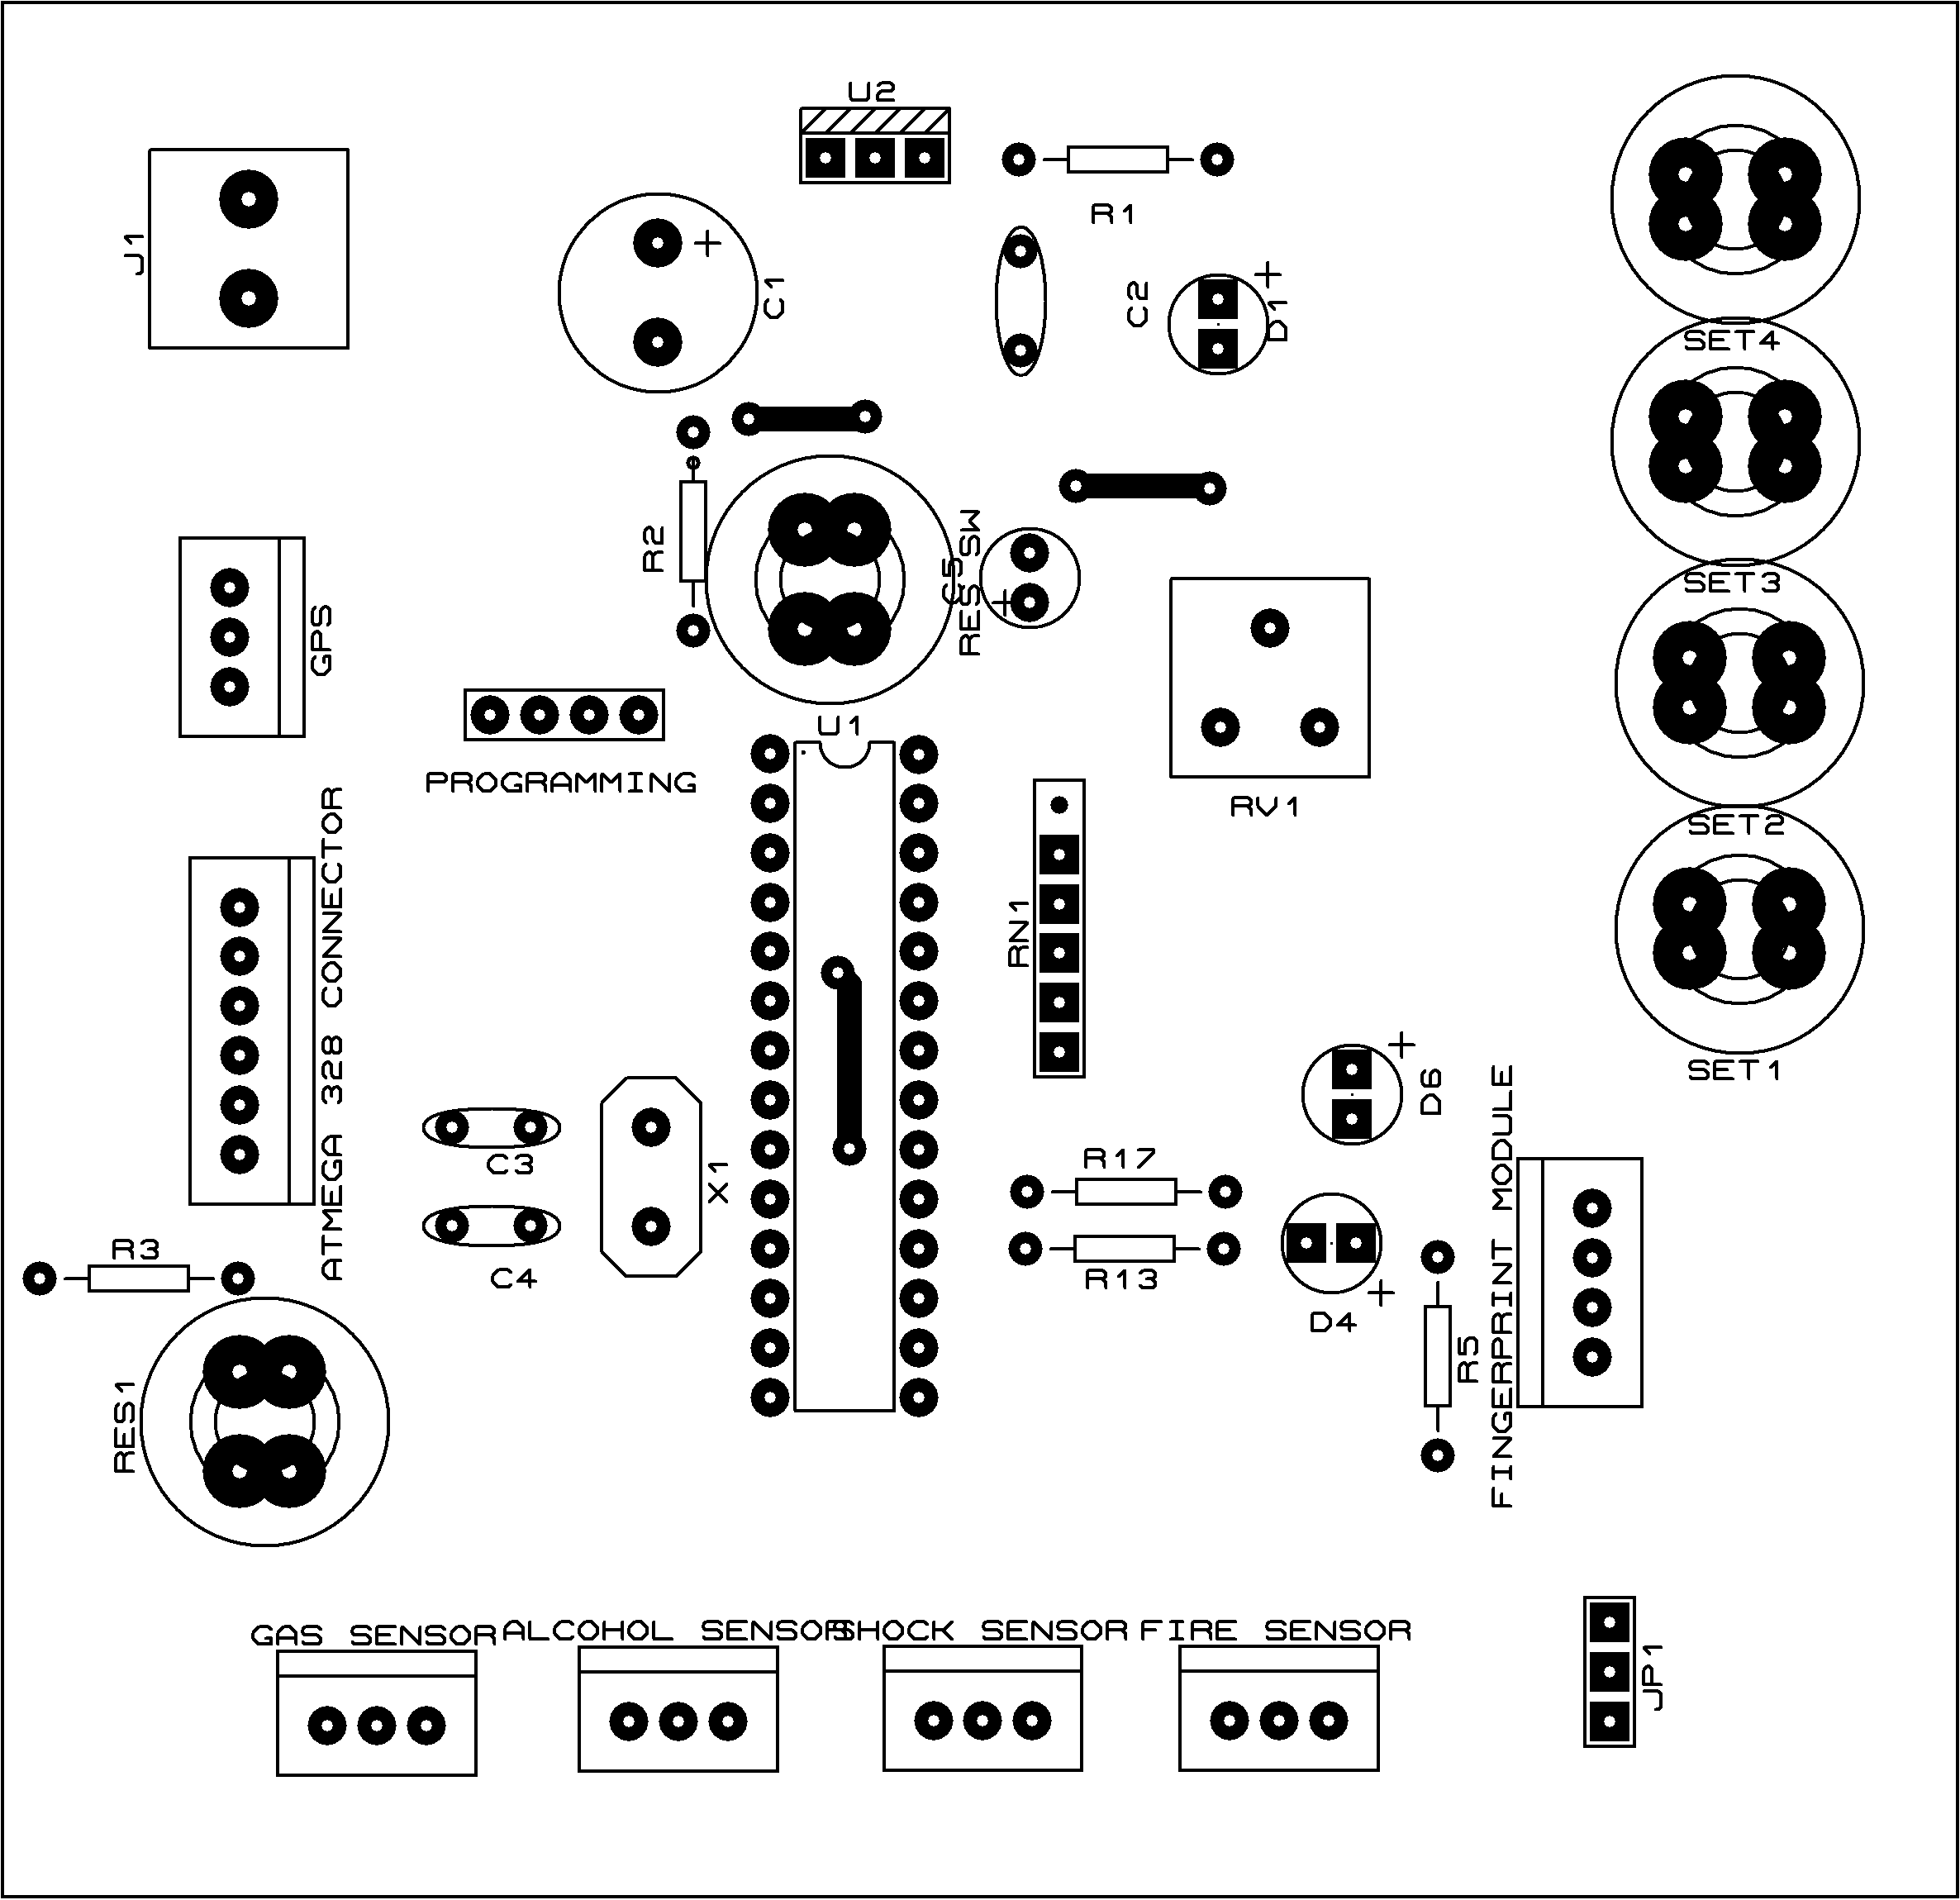 U2
J1
R1
C1
C2
D1
SET4
R2
RES SW
C5
SET3
GPS
U1
PROGRAMMING
RV1
SET2
ATMEGA 328 CONNECTOR
RN1
SET1
D6
C3
X1
R17
FINGERPRINT MODULE
R3
C4
R13
D4
R5
RES1
GAS SENSOR
ALCOHOL SENSOR
SHOCK SENSOR
FIRE SENSOR
JP1